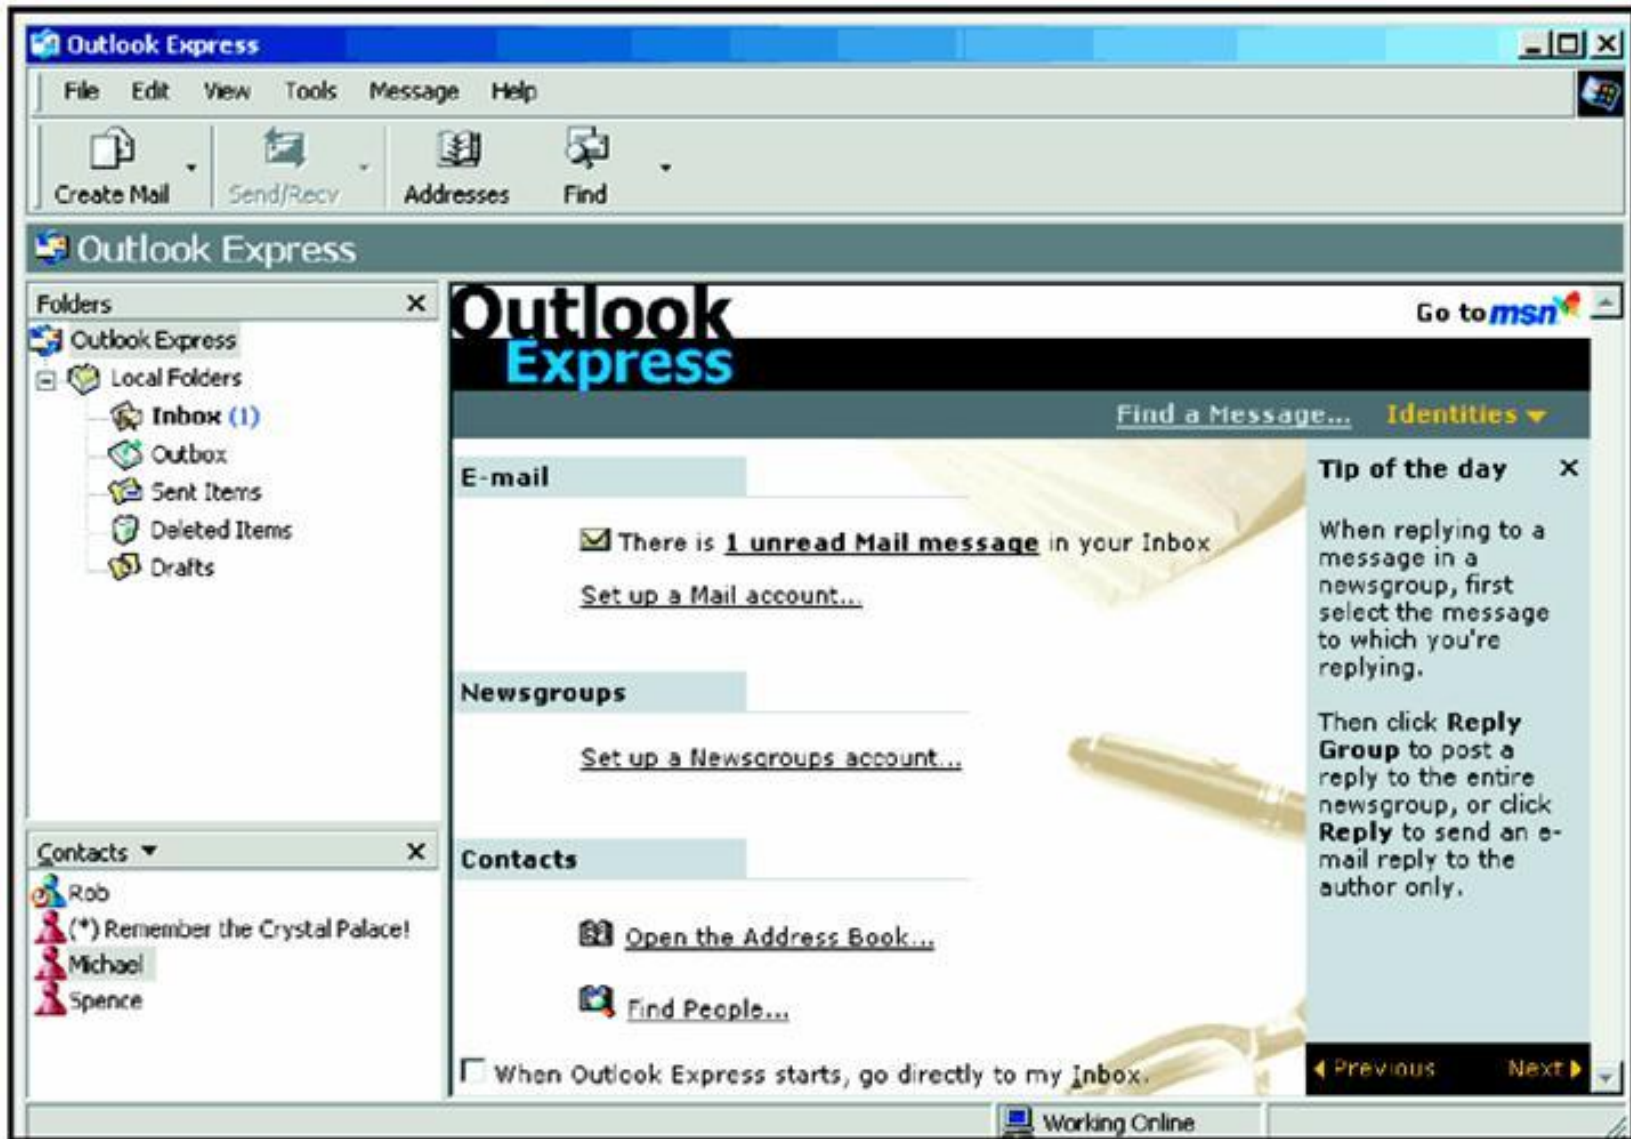 Outlook Express
File Edit View Tools Message Help
Create Mail Send/Recv Addresses Find
Outlook Express
Folders
Outlook Express
Local Folders
Inbox (1)
Outbox
Sent Items
Deleted Items
Drafts
Contacts
Rob
(*) Remember the Crystal Palace!
Michael
Spence
Outlook
Express
Go to msn
Find a Message... Identities
E-mail
There is 1 unread Mail message in your Inbox
Set up a Mail account...
Newsgroups
Set up a Newsgroups account...
Contacts
Open the Address Book...
Find People...
When Outlook Express starts, go directly to my Inbox.
Tip of the day
When replying to a
message in a
newsgroup, first
select the message
to which you're
replying.
Then click Reply
Group to post a
reply to the entire
newsgroup, or click
Reply to send an e-
mail reply to the
author only.
Previous Next
Working Online